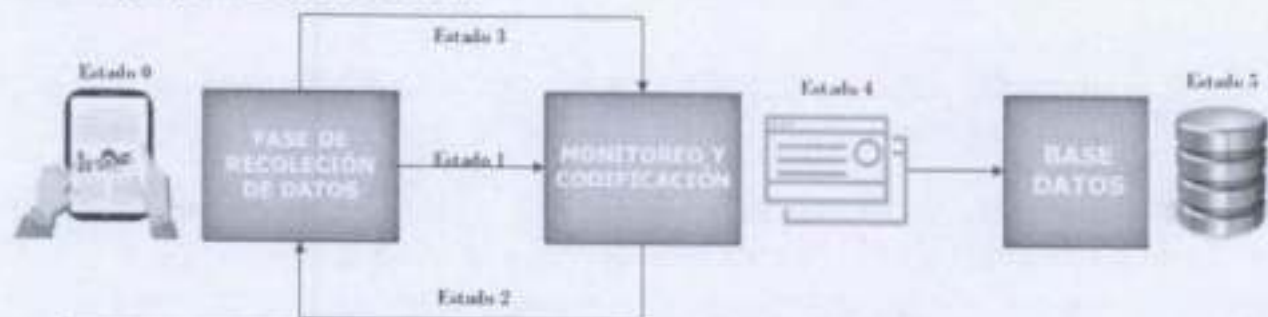 Estado 3
Estado 0
Estado 4
Estado 5
FASE DE
RECOLECIÓN
DE DATOS
Estado 1
MONITOREO Y
CODIFICACIÓN
BASE
DATOS
Estado 2